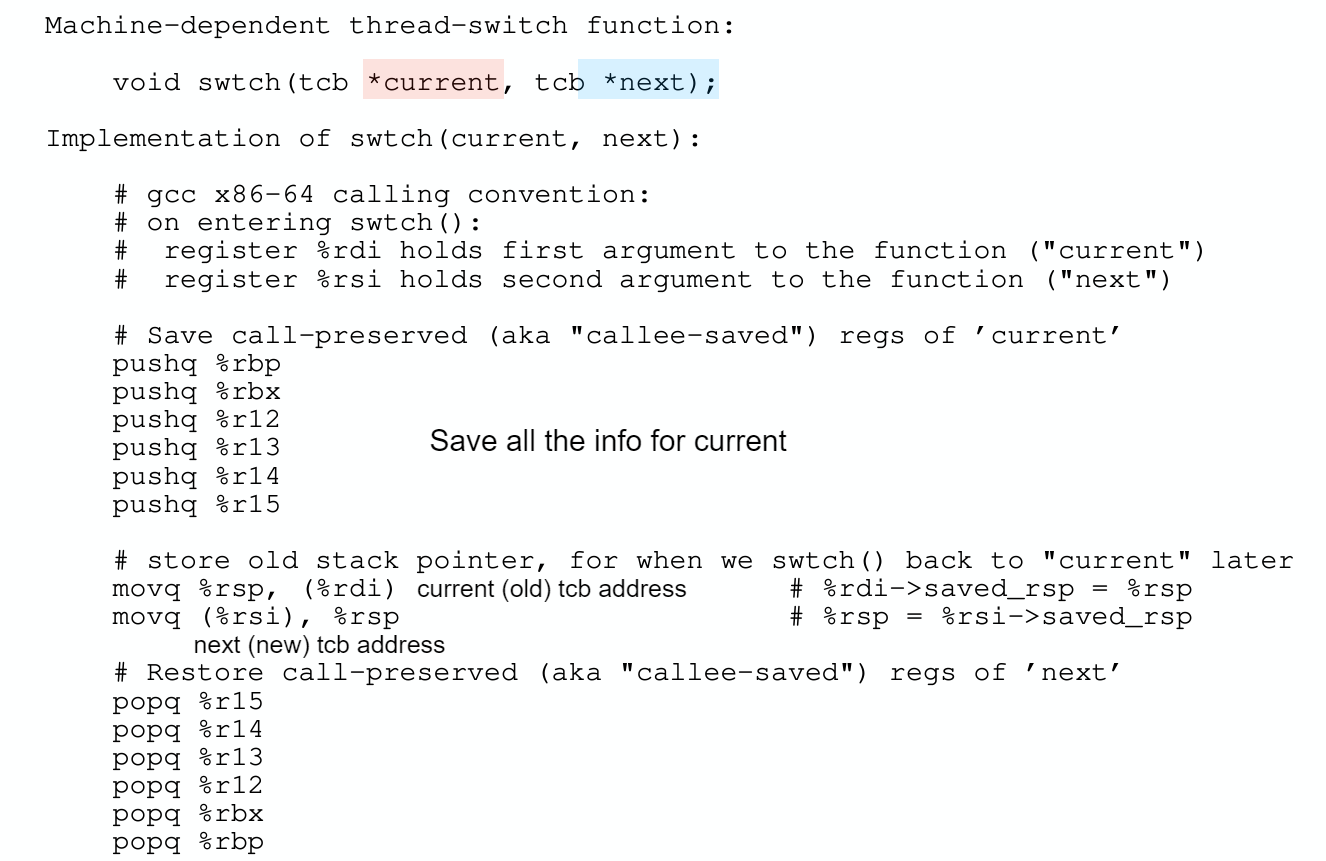 Machine-dependent thread-switch function:
void swtch(tcb *current, tcb *next);
Implementation of swtch(current, next):
# gcc x86-64 calling convention:
# on entering swtch():
#  register %rdi holds first argument to the function ("current")
#  register %rsi holds second argument to the function ("next")
# Save call-preserved (aka "callee-saved") regs of ’current’
pushq %rbp
pushq %rbx
pushq %r12
pushq %r13
Save all the info for current
pushq %r14
pushq %r15
# store old stack pointer, for when we swtch() back to "current" later
movq %rsp, (%rdi) current (old) tcb address # %rdi->saved_rsp = %rsp
movq (%rsi), %rsp # %rsp = %rsi->saved_rsp
next (new) tcb address
# Restore call-preserved (aka "callee-saved") regs of ’next’
popq %r15
popq %r14
popq %r13
popq %r12
popq %rbx
popq %rbp